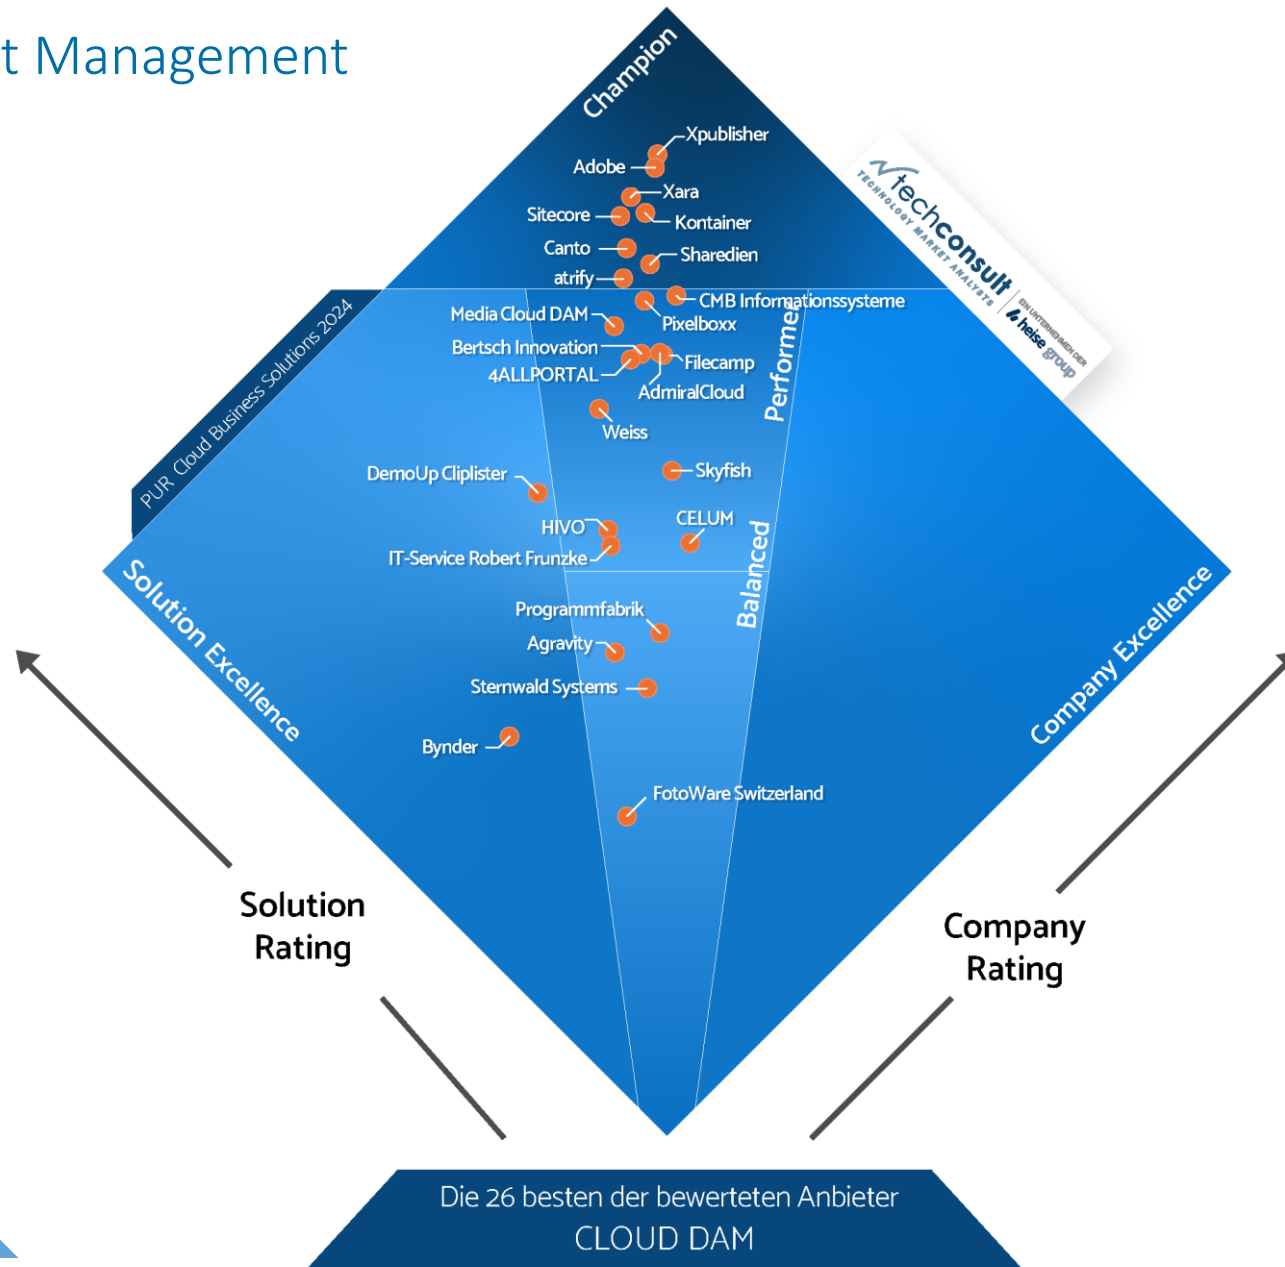 t Management
Champion
Xpublisher
Adobe
Xara
Sitecore
Kontainer
Canto
Sharedien
atrify
CMB Informationssysteme
Media Cloud DAM
Pixelboxx
Bertsch Innovation
Filecamp
4ALLPORTAL
AdmiralCloud
Weiss
Performer
DemoUp Cliplister
Skyfish
HIVO
CELUM
IT-Service Robert Frunzke
Balanced
Programmfabrik
Agravity
Sternwald Systems
Bynder
FotoWare Switzerland
PUR Cloud Business Solutions 2024
techconsult
TECHNOLOGY MARKET ANALYSTS
EIN UNTERNEHMEN DER
heise group
Solution Excellence
Company Excellence
Solution
Rating
Company
Rating
Die 26 besten der bewerteten Anbieter
CLOUD DAM